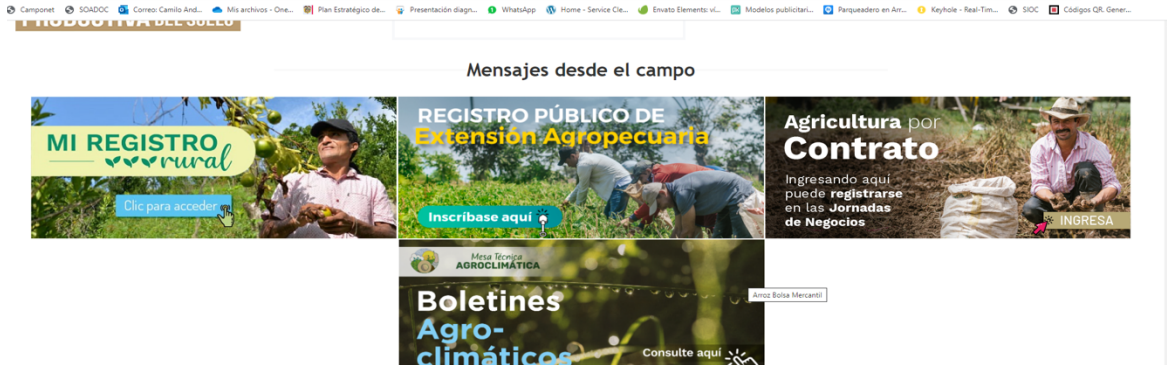 Camponet SOADOC Correo: Camilo And... Mis archivos - One... Plan Estratégico de... Presentación diagn... WhatsApp Home - Service Cle... Envato Elements: vi... Modelos publicitari... Parqueadero en Arr... Keyhole - Real-Tim... SIOC Códigos QR. Gener...
PRODUCTIVA DEL SUELO
Mensajes desde el campo
MI REGISTRO
rural
Clic para acceder
REGISTRO PÚBLICO DE
Extensión Agropecuaria
Inscríbase aquí
Agricultura por
Contrato
Ingresando aquí
puede registrarse
en las Jornadas
de Negocios
INGRESA
Mesa Técnica
AGROCLIMÁTICA
Boletines
Agro-
climáticos
Consulte aquí
Arroz Bolsa Mercantil